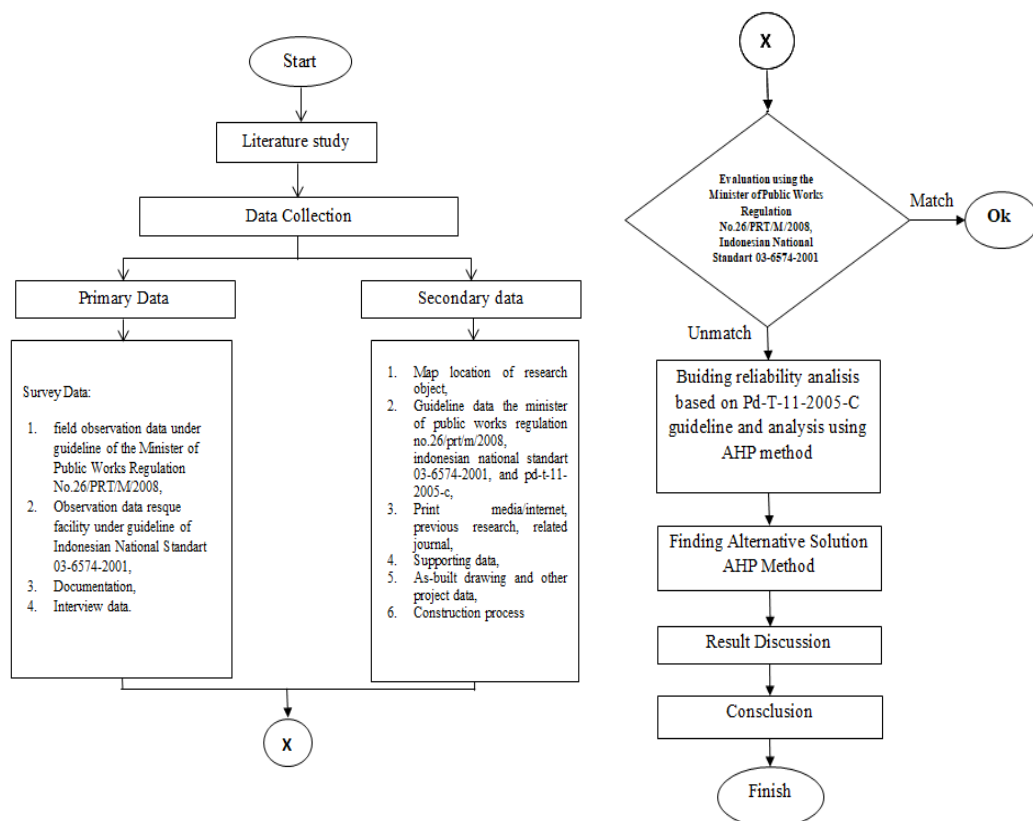 Start
Literature study
Data Collection
Primary Data
Secondary data
Survey Data:
1. field observation data under
guideline of the Minister of
Public Works Regulation
No.26/PRT/M/2008,
2. Observation data resque
facility under guideline of
Indonesian National Standart
03-6574-2001,
3. Documentation,
4. Interview data.
1. Map location of research
object,
2. Guideline data the minister
of public works regulation
no.26/prt/m/2008,
indonesian national standart
03-6574-2001, and pd-t-11-
2005-c,
3. Print media/internet,
previous research, related
journal,
4. Supporting data,
5. As-built drawing and other
project data,
6. Construction process
X
X
Evaluation using the
Minister of Public Works
Regulation
No.26/PRT/M/2008,
Indonesian National
Standart 03-6574-2001
Match
Ok
Unmatch
Buiding reliability analisis
based on Pd-T-11-2005-C
guideline and analysis using
AHP method
Finding Alternative Solution
AHP Method
Result Discussion
Consclusion
Finish